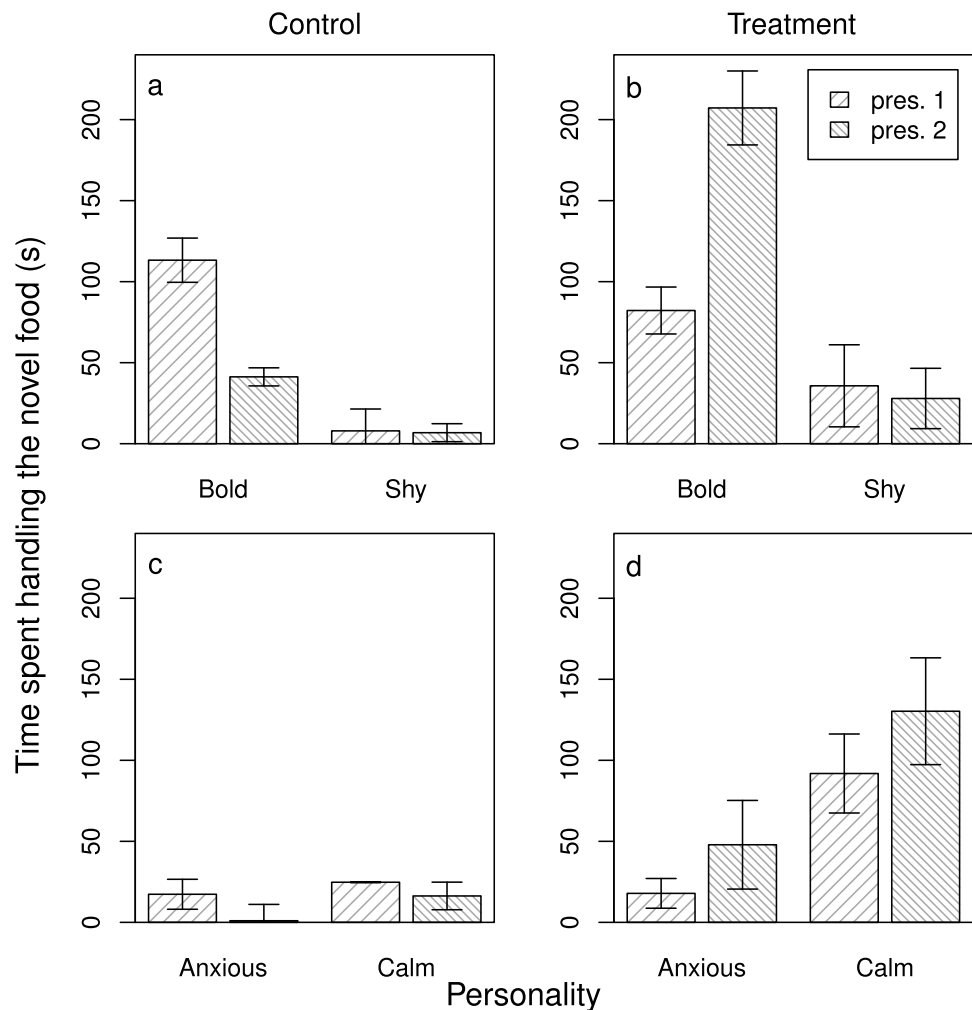 Control
Treatment
Time spent handling the novel food (s)
a
0
50
100
150
200
Bold
Shy
b
pres. 1
pres. 2
0
50
100
150
200
Bold
Shy
c
0
50
100
150
200
Anxious
Calm
d
0
50
100
150
200
Anxious
Calm
Personality